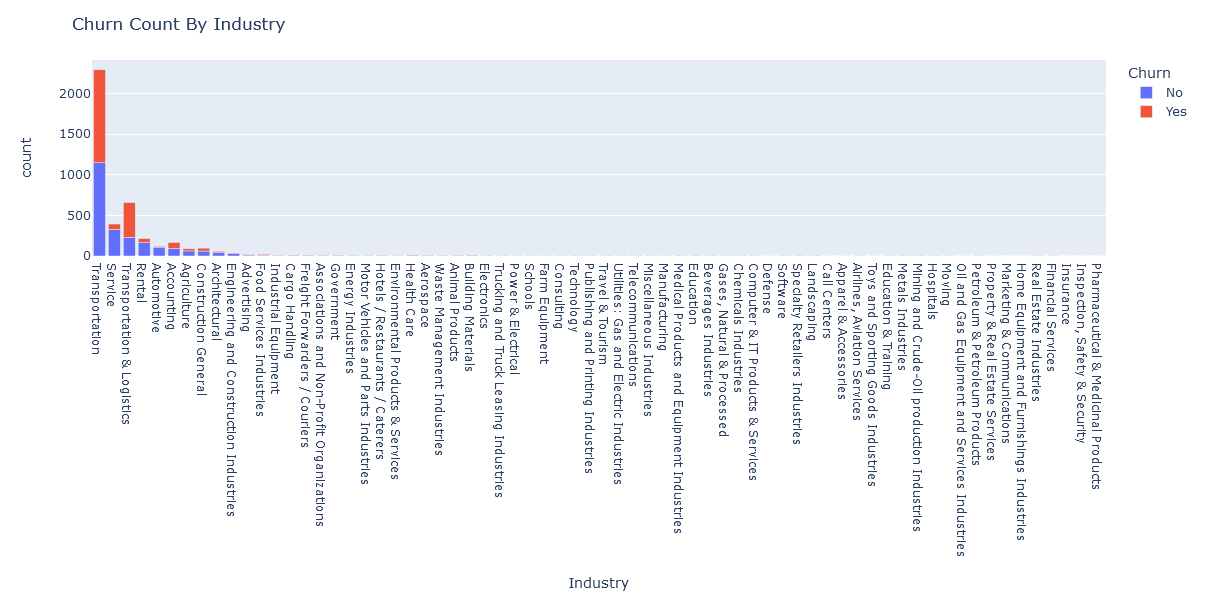 Churn Count By Industry
Churn
No
Yes
count
2000
1500
1000
500
0
Transportation
Service
Transportation & Logistics
Rental
Automotive
Accounting
Agriculture
Construction General
Architectural
Engineering and Construction Industries
Advertising
Food Services Industries
Industrial Equipment
Cargo Handling
Freight Forwarders / Couriers
Associations and Non-Profit Organizations
Government
Energy Industries
Motor Vehicles and Parts Industries
Hotels / Restaurants / Caterers
Environmental Products & Services
Health Care
Aerospace
Waste Management Industries
Animal Products
Building Materials
Electronics
Trucking and Truck Leasing Industries
Power & Electrical
Schools
Farm Equipment
Consulting
Technology
Publishing and Printing Industries
Travel & Tourism
Utilities: Gas and Electric Industries
Telecommunications
Miscellaneous Industries
Manufacturing
Medical Products and Equipment Industries
Education
Beverages Industries
Gases, Natural & Processed
Chemicals Industries
Computer & IT Products & Services
Defense
Software
Specialty Retailers Industries
Landscaping
Call Centers
Apparel & Accessories
Airlines, Aviation Services
Toys and Sporting Goods Industries
Education & Training
Metals Industries
Mining and Crude-Oil production Industries
Hospitals
Moving
Oil and Gas Equipment and Services Industries
Petroleum & Petroleum Products
Property & Real Estate Services
Marketing & Communications
Home Equipment and Furnishings Industries
Real Estate Industries
Financial Services
Insurance
Inspection, Safety & Security
Pharmaceutical & Medicinal Products
Industry